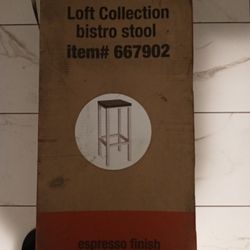 Loft Collection
bistro stool
item# 667902
espresso finish